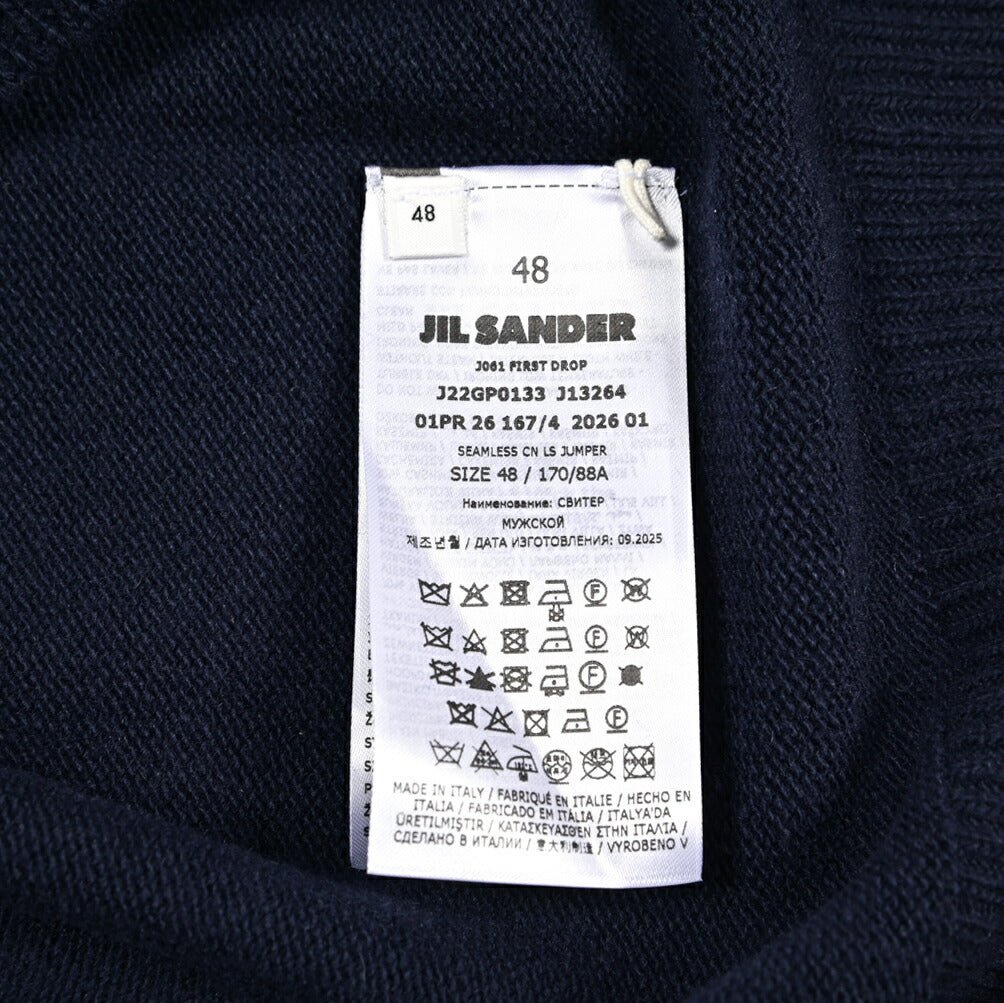 48
48
JIL SANDER
J061 FIRST DROP
J22GP0133 J13264
01PR 26 167/4 2026 01
SEAMLESS CN LS JUMPER
SIZE 48 / 170/88A
Наименование: СВИТЕР
МУЖСКОЙ
제조년월 / ДАТА ИЗГОТОВЛЕНИЯ: 09.2025
MADE IN ITALY / FABRIQUÉ EN ITALIE / HECHO EN
ITALIA / FABRICADO EM ITÁLIA / ITALYA'DA
ÜRETILMIŞTIR / ΚΑΤΑΣΚΕΥΑΣΘΕΝ ΣΤΗΝ ΙΤΑΛΙΑ /
СДЕЛАНО В ИТАЛИИ / 意大利制造 / VYROBENO V